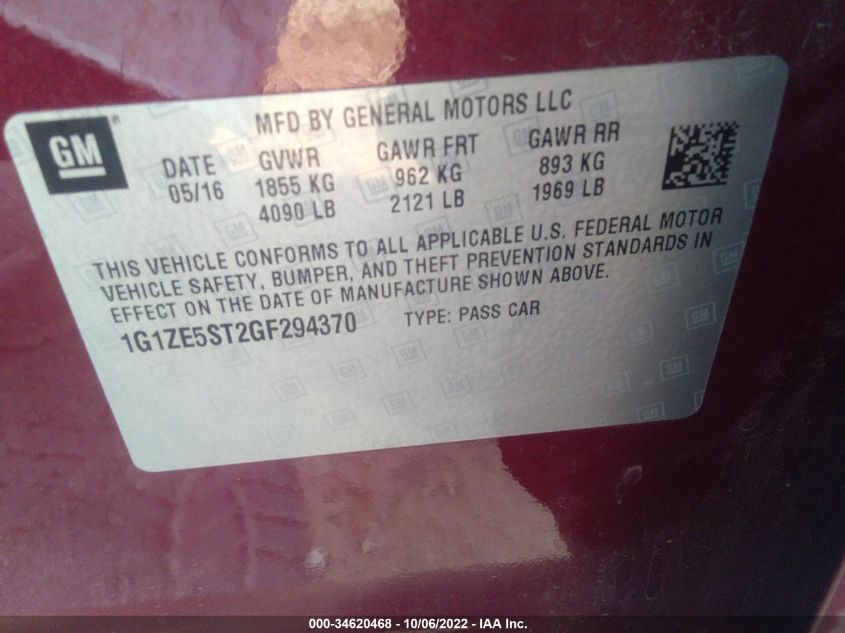 MFD BY GENERAL MOTORS LLC
GM®
DATE GVWR GAWR FRT GAWR RR
05/16 1855 KG 962 KG 893 KG
4090 LB 2121 LB 1969 LB
THIS VEHICLE CONFORMS TO ALL APPLICABLE U.S. FEDERAL MOTOR
VEHICLE SAFETY, BUMPER, AND THEFT PREVENTION STANDARDS IN
EFFECT ON THE DATE OF MANUFACTURE SHOWN ABOVE.
1G1ZE5ST2GF294370 TYPE: PASS CAR
000-34620468 - 10/06/2022 - IAA Inc.